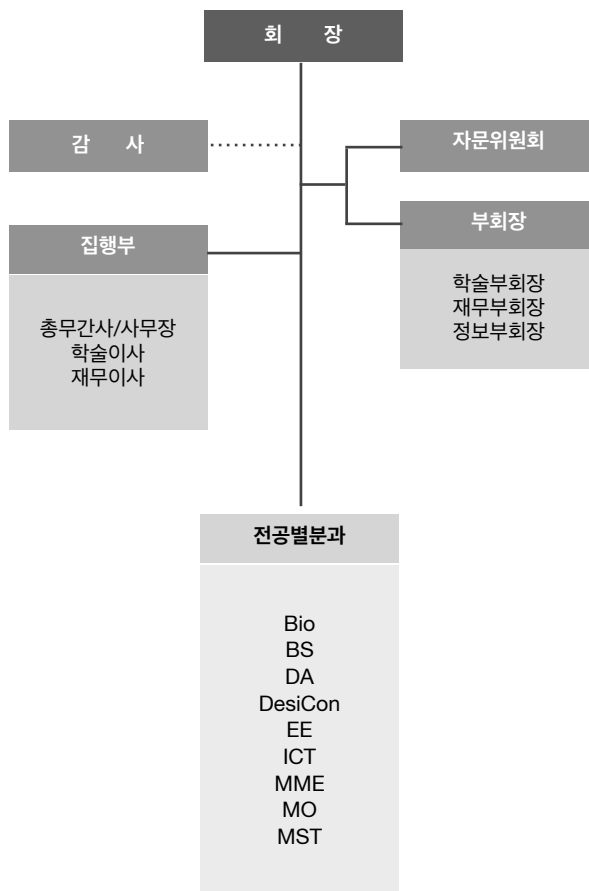 회 장
감 사
자문위원회
부회장
학술부회장
재무부회장
정보부회장
집행부
총무간사/사무장
학술이사
재무이사
전공별분과
Bio
BS
DA
DesiCon
EE
ICT
MME
MO
MST